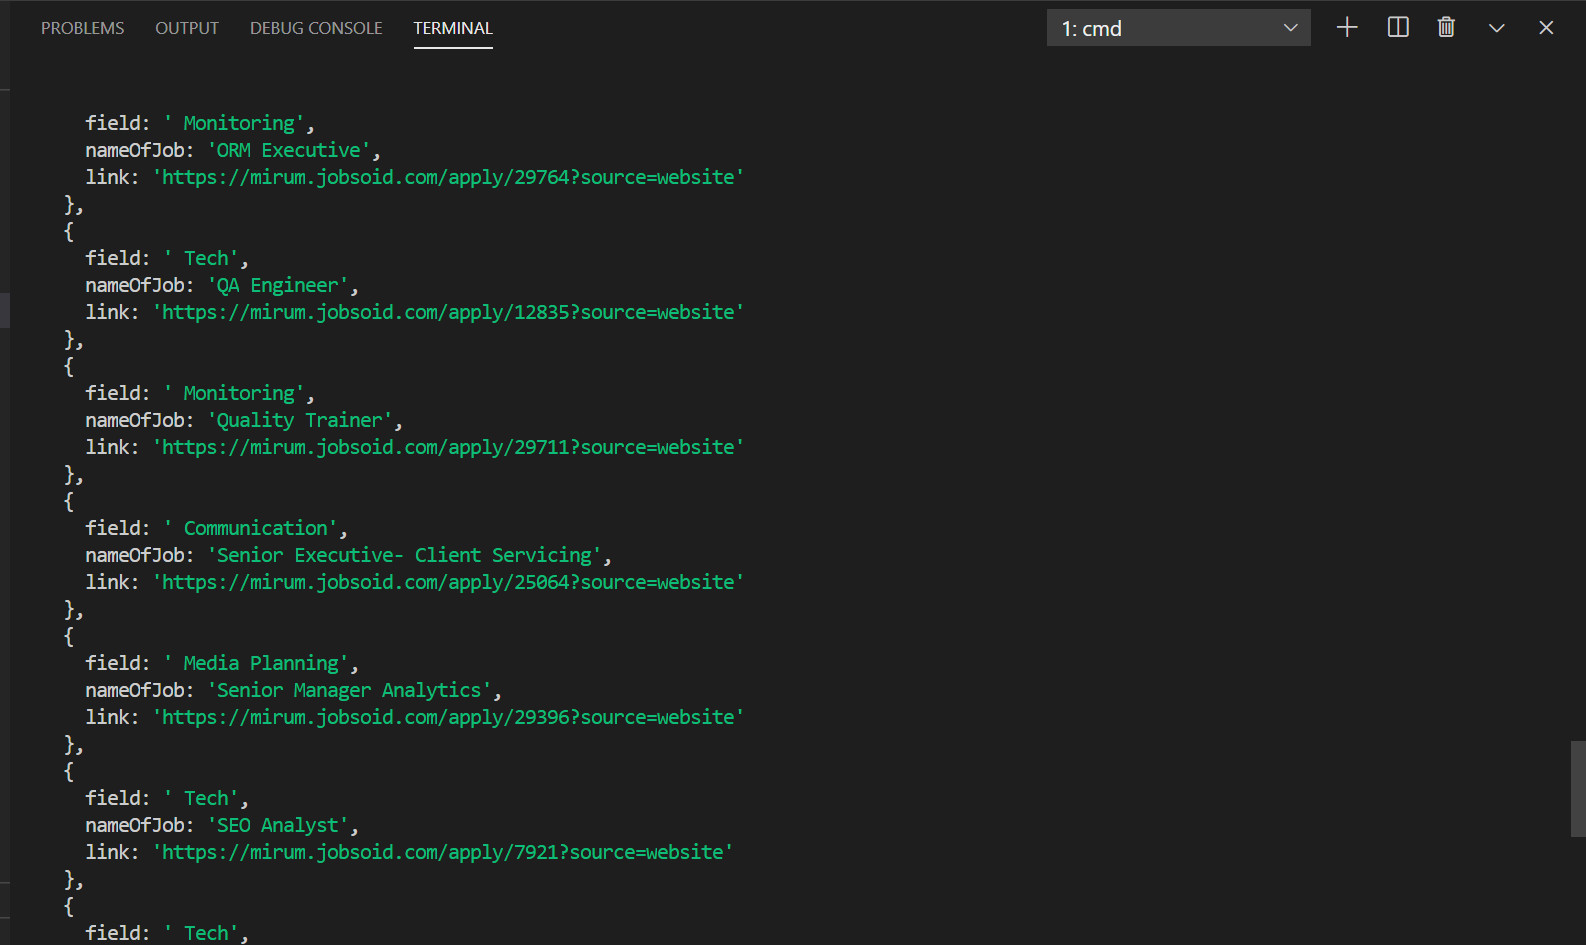 PROBLEMS OUTPUT DEBUG CONSOLE TERMINAL 1: cmd
field: ' Monitoring',
nameOfJob: 'ORM Executive',
link: 'https://mirum.jobsoid.com/apply/29764?source=website'
},
{
field: ' Tech',
nameOfJob: 'QA Engineer',
link: 'https://mirum.jobsoid.com/apply/12835?source=website'
},
{
field: ' Monitoring',
nameOfJob: 'Quality Trainer',
link: 'https://mirum.jobsoid.com/apply/29711?source=website'
},
{
field: ' Communication',
nameOfJob: 'Senior Executive- Client Servicing',
link: 'https://mirum.jobsoid.com/apply/25064?source=website'
},
{
field: ' Media Planning',
nameOfJob: 'Senior Manager Analytics',
link: 'https://mirum.jobsoid.com/apply/29396?source=website'
},
{
field: ' Tech',
nameOfJob: 'SEO Analyst',
link: 'https://mirum.jobsoid.com/apply/7921?source=website'
},
{
field: ' Tech',